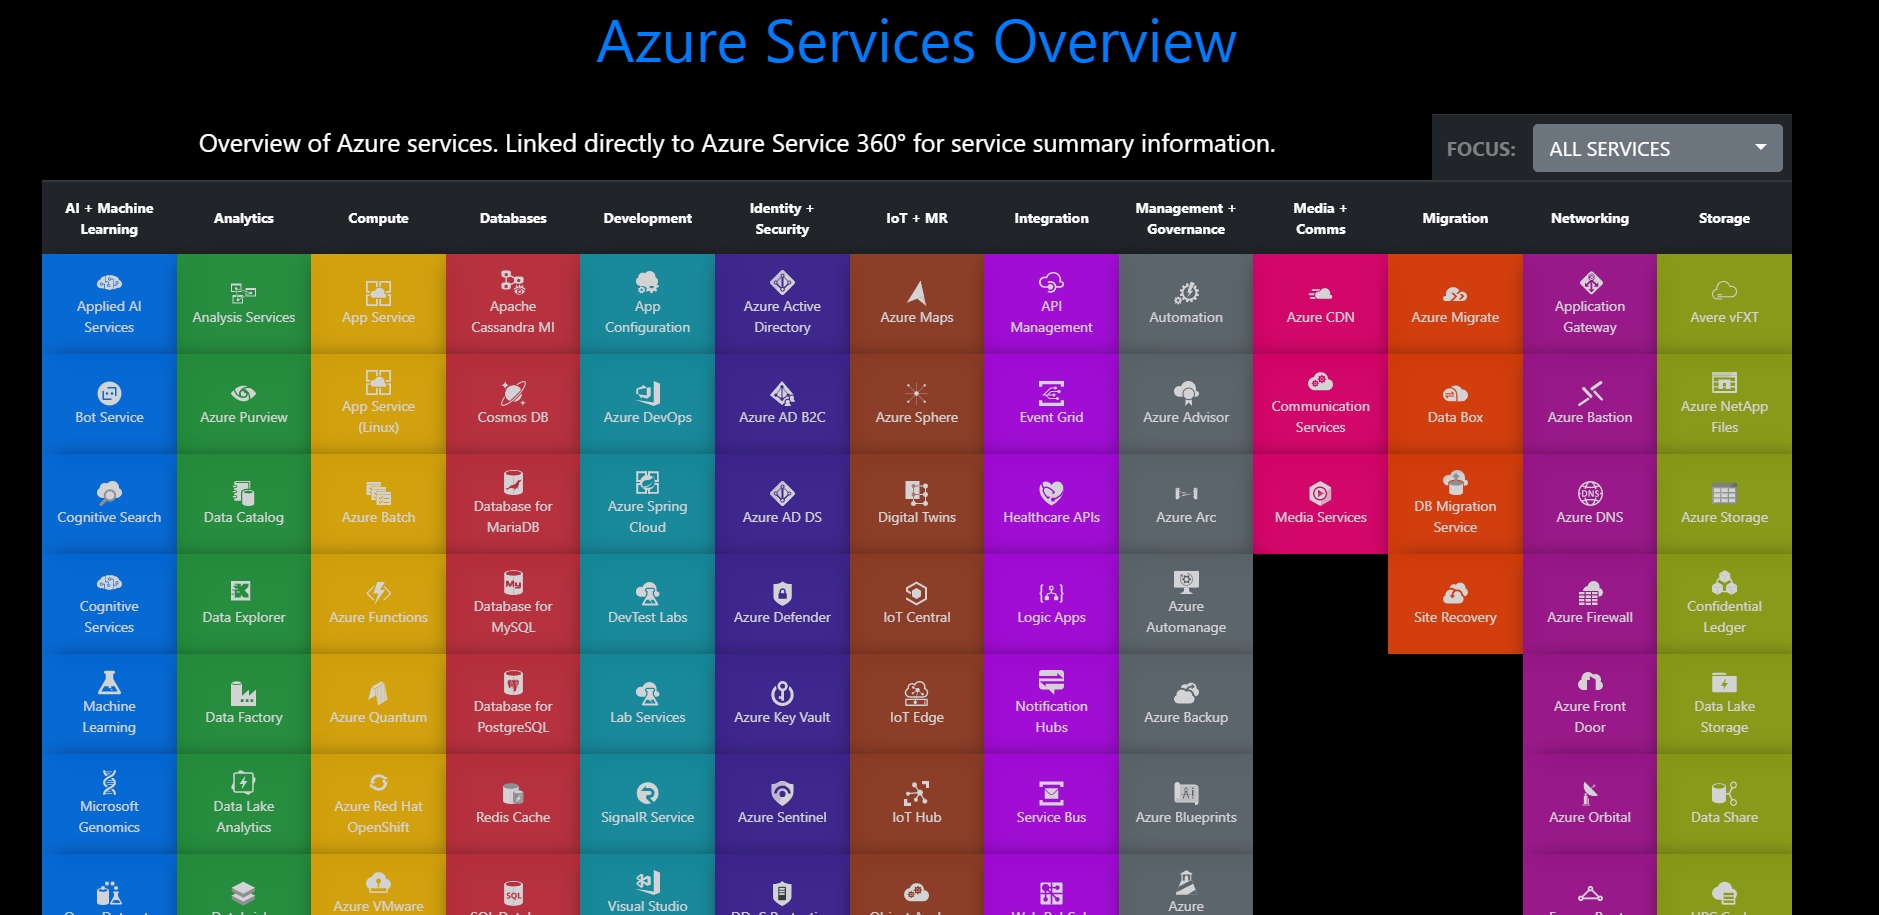 Azure Services Overview
Overview of Azure services. Linked directly to Azure Service 360° for service summary information.
FOCUS:
ALL SERVICES
AI + Machine
Learning
Analytics
Compute
Databases
Development
Identity +
Security
IoT + MR
Integration
Management +
Governance
Media +
Comms
Migration
Networking
Storage
Applied AI
Services
Analysis Services
App Service
Apache
Cassandra MI
App
Configuration
Azure Active
Directory
Azure Maps
API
Management
Automation
Azure CDN
Azure Migrate
Application
Gateway
Avere vFXT
Bot Service
Azure Purview
App Service
(Linux)
Cosmos DB
Azure DevOps
Azure AD B2C
Azure Sphere
Event Grid
Azure Advisor
Communication
Services
Data Box
Azure Bastion
Azure NetApp
Files
Cognitive Search
Data Catalog
Azure Batch
Database for
MariaDB
Azure Spring
Cloud
Azure AD DS
Digital Twins
Healthcare APIs
Azure Arc
Media Services
DB Migration
Service
DNS
Azure DNS
Azure Storage
Cognitive
Services
Data Explorer
Azure Functions
My
Database for
MySQL
DevTest Labs
Azure Defender
IoT Central
Logic Apps
Azure
Automanage
Site Recovery
Azure Firewall
Confidential
Ledger
Machine
Learning
Data Factory
Azure Quantum
Database for
PostgreSQL
Lab Services
Azure Key Vault
IoT Edge
Notification
Hubs
Azure Backup
Azure Front
Door
Data Lake
Storage
Microsoft
Genomics
Data Lake
Analytics
Azure Red Hat
OpenShift
Redis Cache
SignalR Service
Azure Sentinel
IoT Hub
Service Bus
Azure Blueprints
Azure Orbital
Data Share
Azure VMware
SQL
Visual Studio
Azure